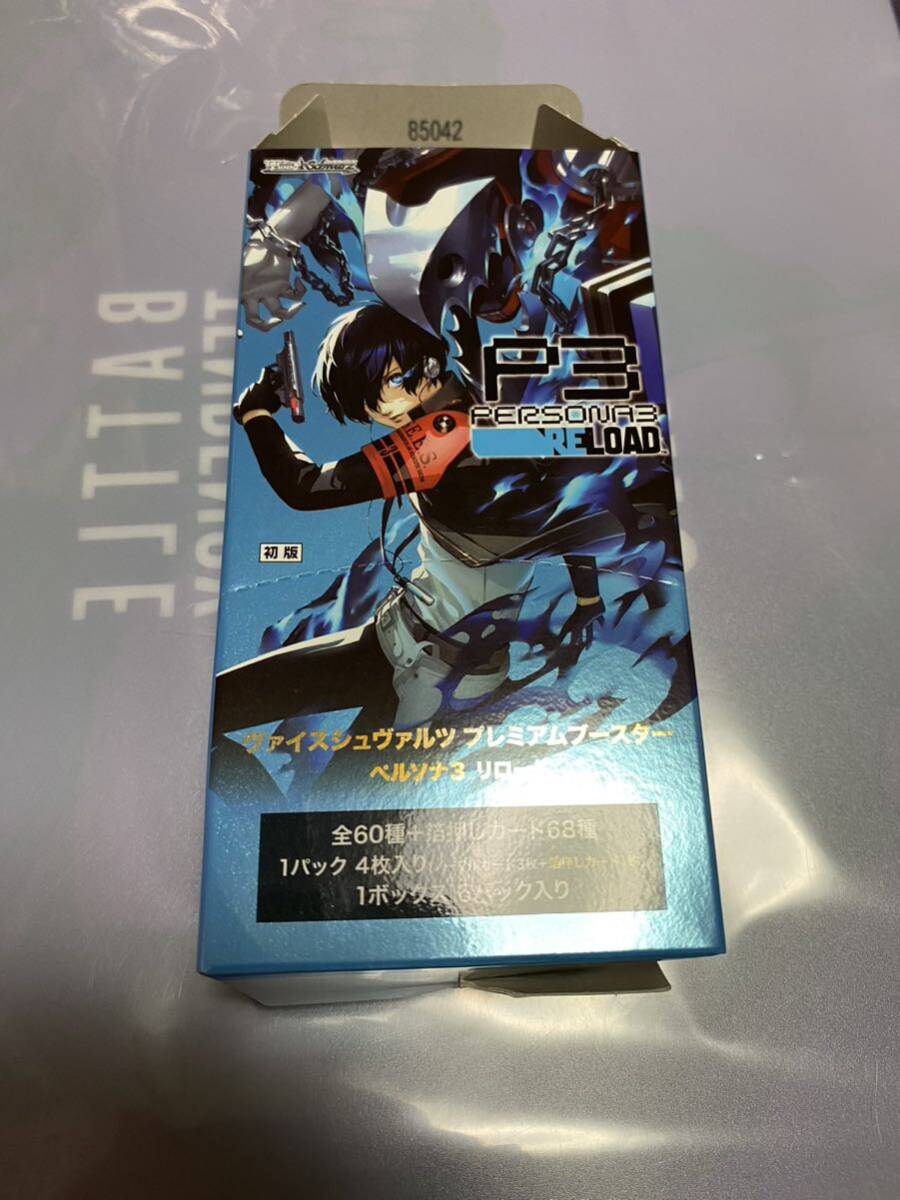 85042
P3
PERSONA3
RELOAD
E.E.S.
3
初版
ヴァイスシュヴァルツ プレミアムブースター
ペルソナ3 リロ
全60種+箔押しカード68種
1パック 4枚入り
1ボックス 6パック入り
BATTLE